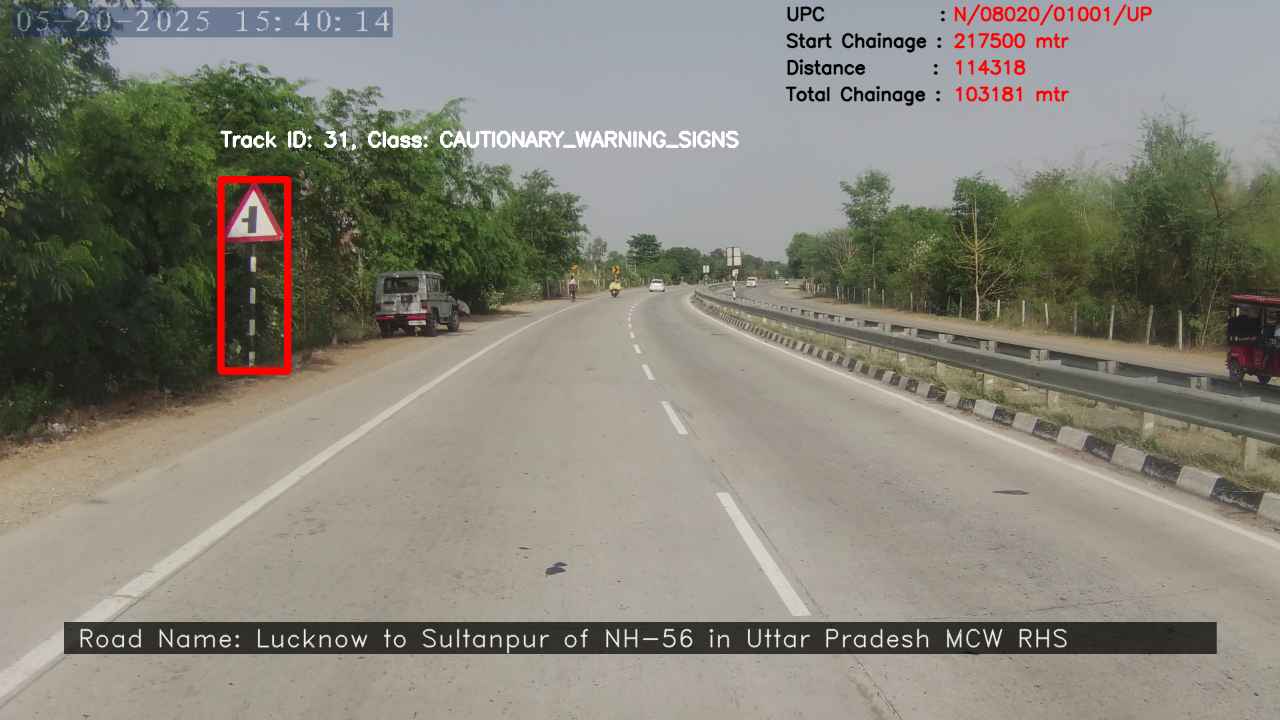 05-20-2025 15:40:14
UPC : N/08020/01001/UP
Start Chainage : 217500 mtr
Distance : 114318
Total Chainage : 103181 mtr
Track ID: 31, Class: CAUTIONARY_WARNING_SIGNS
Road Name: Lucknow to Sultanpur of NH-56 in Uttar Pradesh MCW RHS